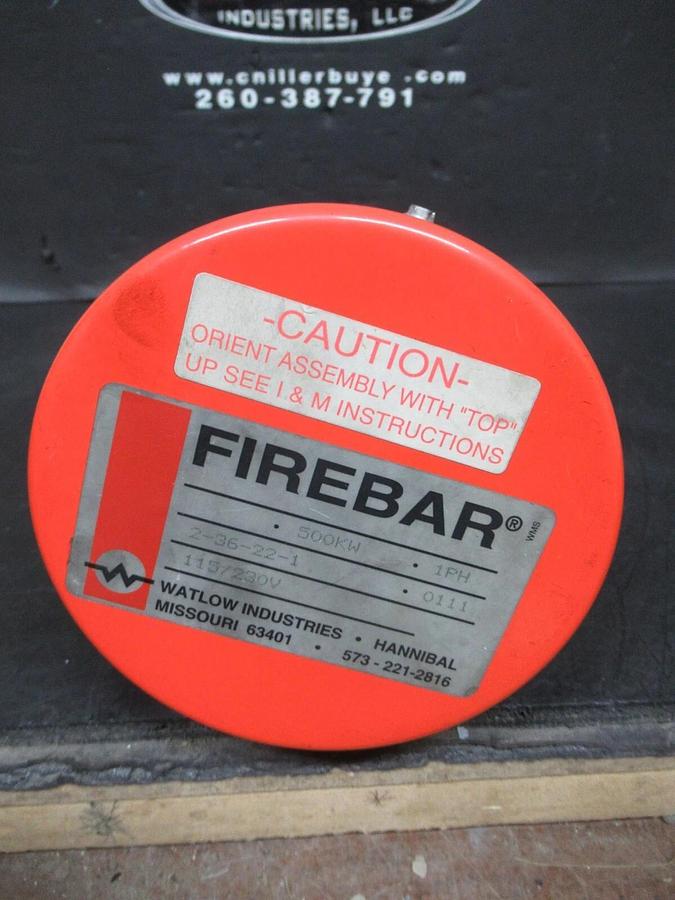 INDUSTRIES, LLC
www.cnillerbuye .com
260-387-791
-CAUTION-
ORIENT ASSEMBLY WITH "TOP"
UP SEE I & M INSTRUCTIONS
FIREBAR®
WMS
• 500KW • 1PH
2-36-22-1 • 0111
115/230V
WATLOW INDUSTRIES • HANNIBAL
MISSOURI 63401 • 573-221-2816